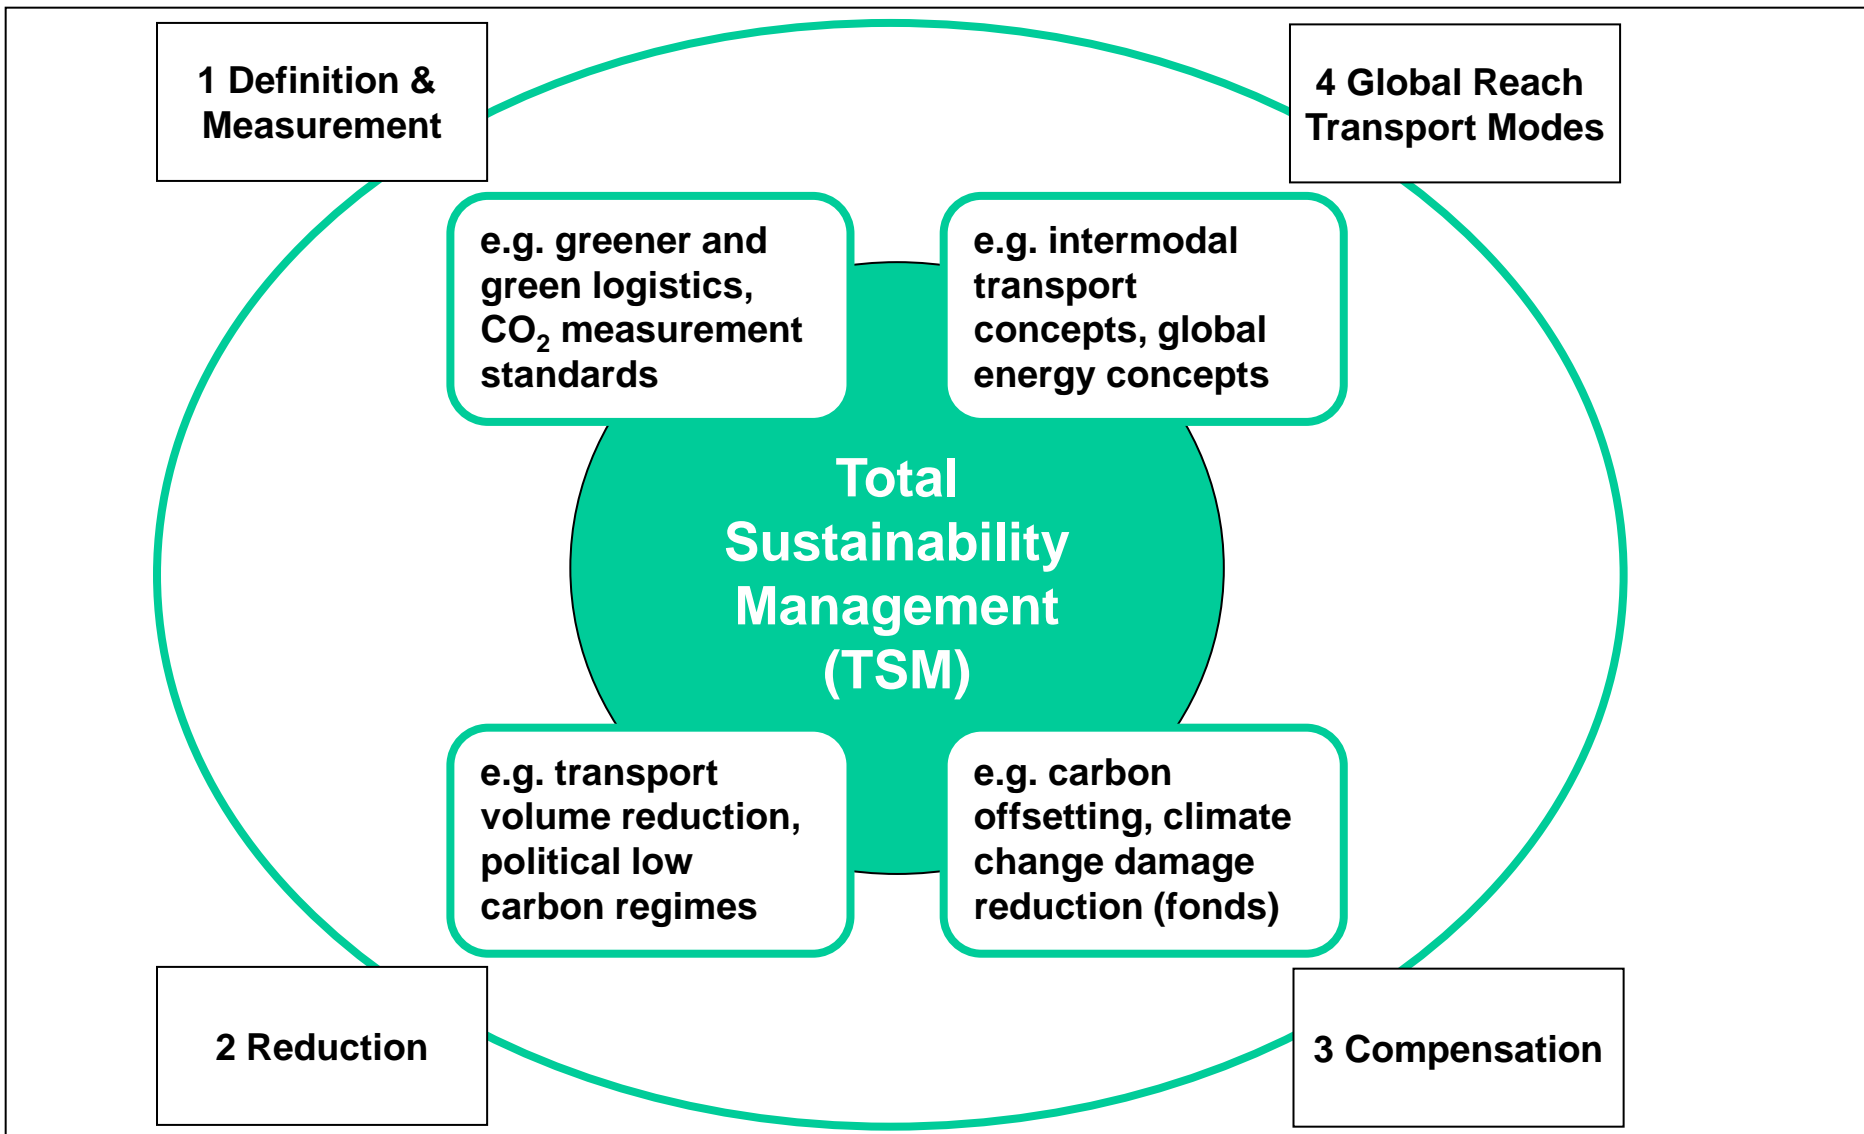 1 Definition &
Measurement
4 Global Reach
Transport Modes
e.g. greener and
green logistics,
CO₂ measurement
standards
e.g. intermodal
transport
concepts, global
energy concepts
Total
Sustainability
Management
(TSM)
e.g. transport
volume reduction,
political low
carbon regimes
e.g. carbon
offsetting, climate
change damage
reduction (fonds)
2 Reduction
3 Compensation